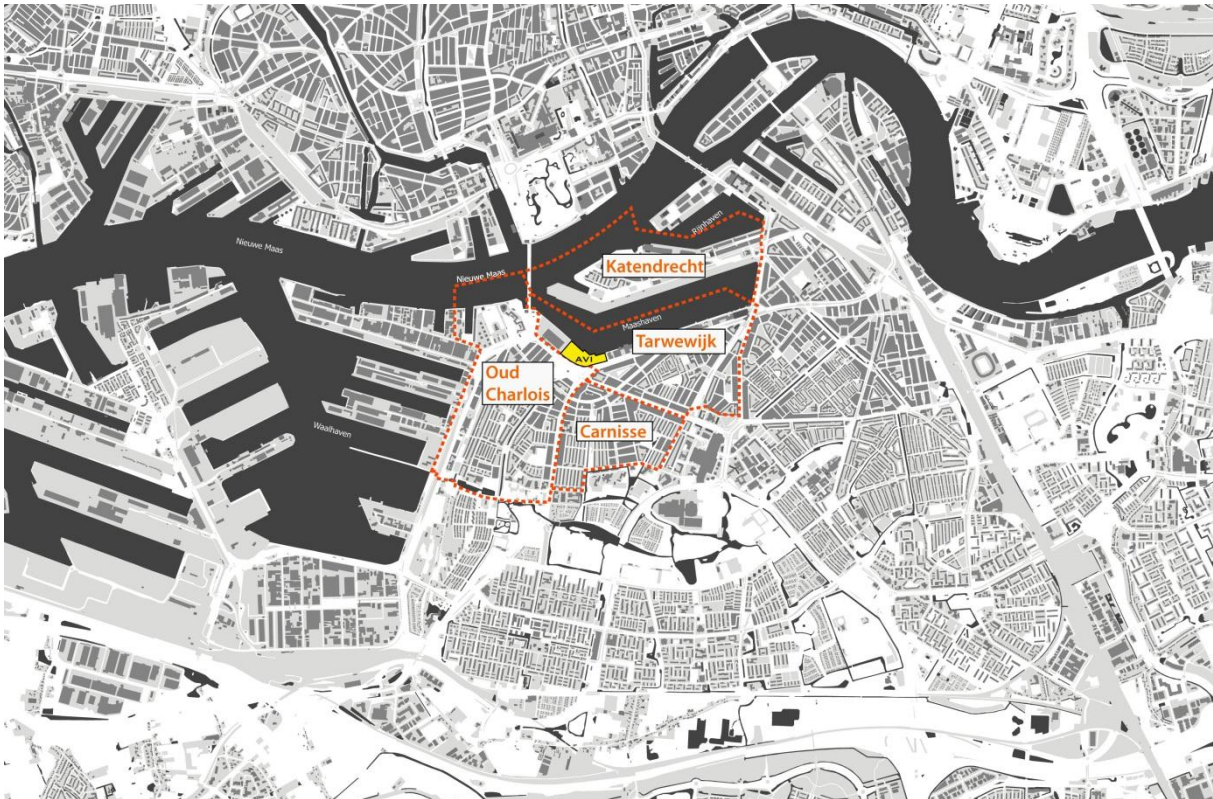 Rijnhaven
Nieuwe Maas
Katendrecht
Nieuwe Maas
Maashaven
Tarwewijk
AVI
Oud
Charlois
Carnisse
Waalhaven